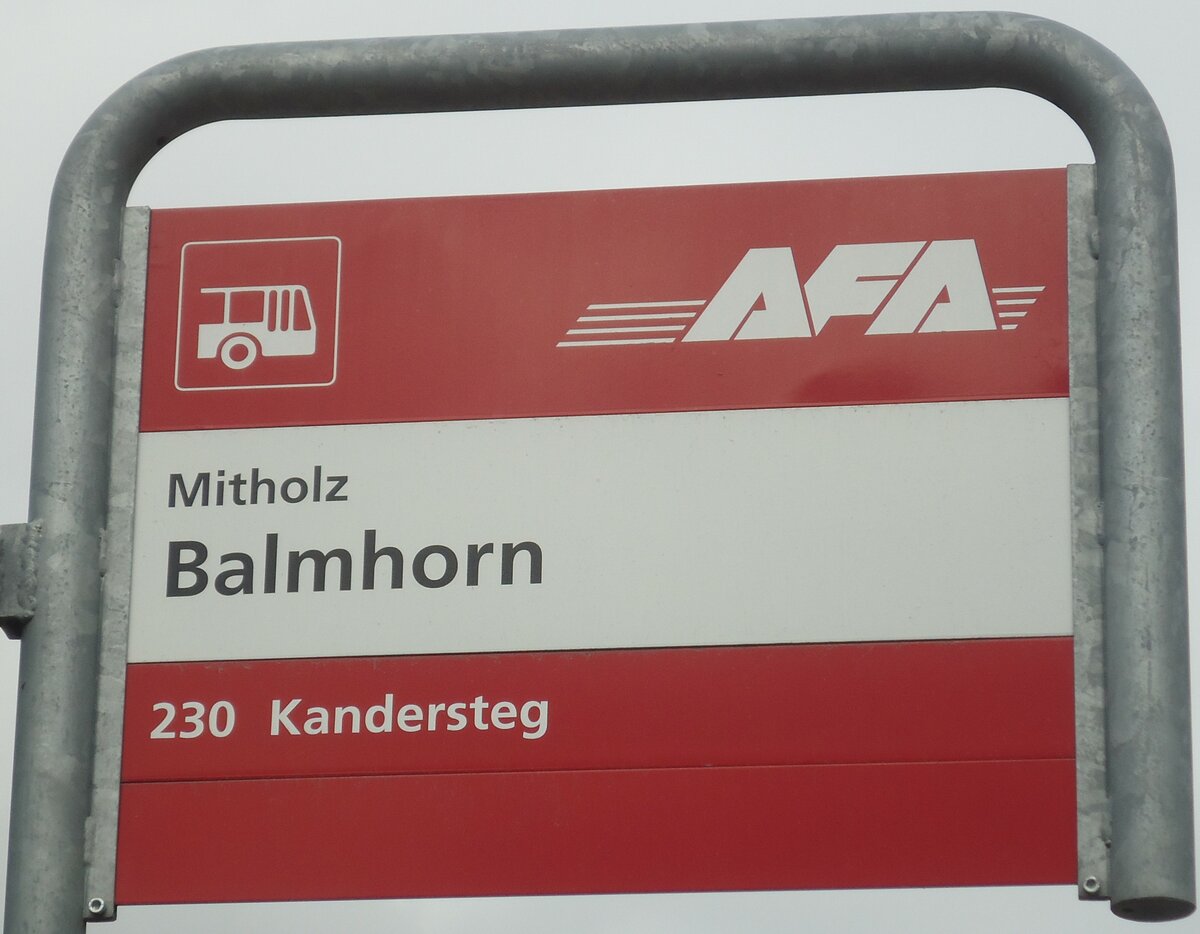 AFA
Mitholz
Balmhorn
230 Kandersteg